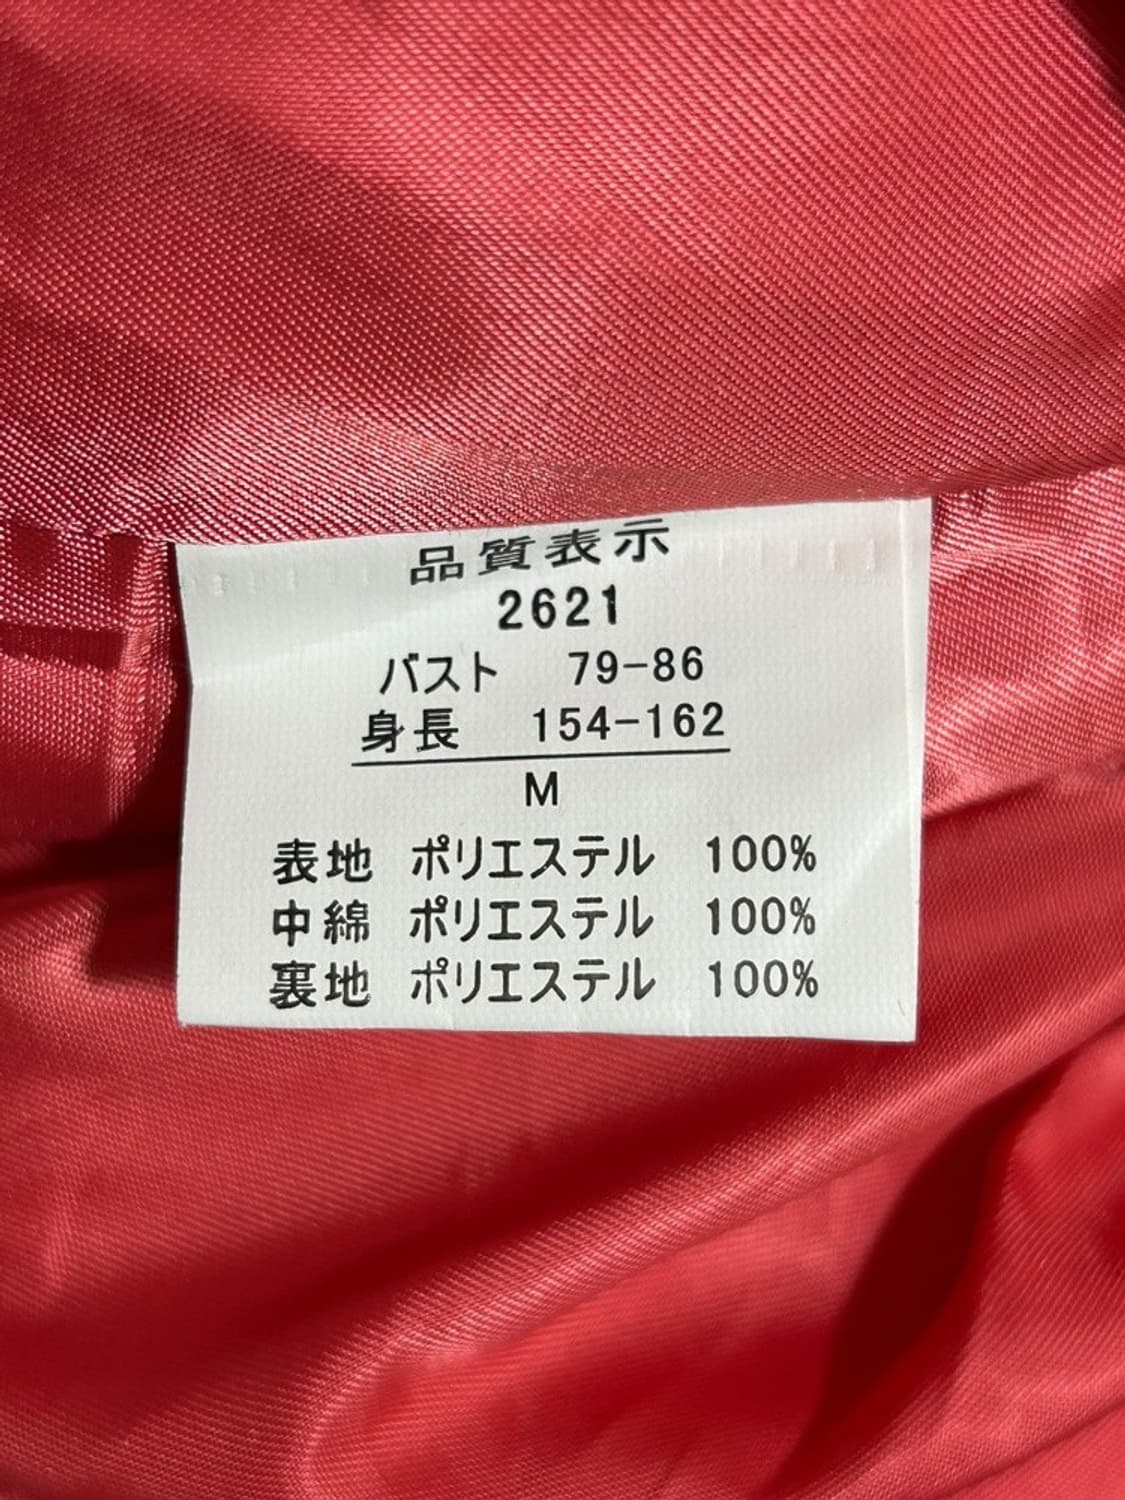 品質表示
2621
バスト 79-86
身長 154-162
M
表地 ポリエステル 100%
中綿 ポリエステル 100%
裏地 ポリエステル 100%